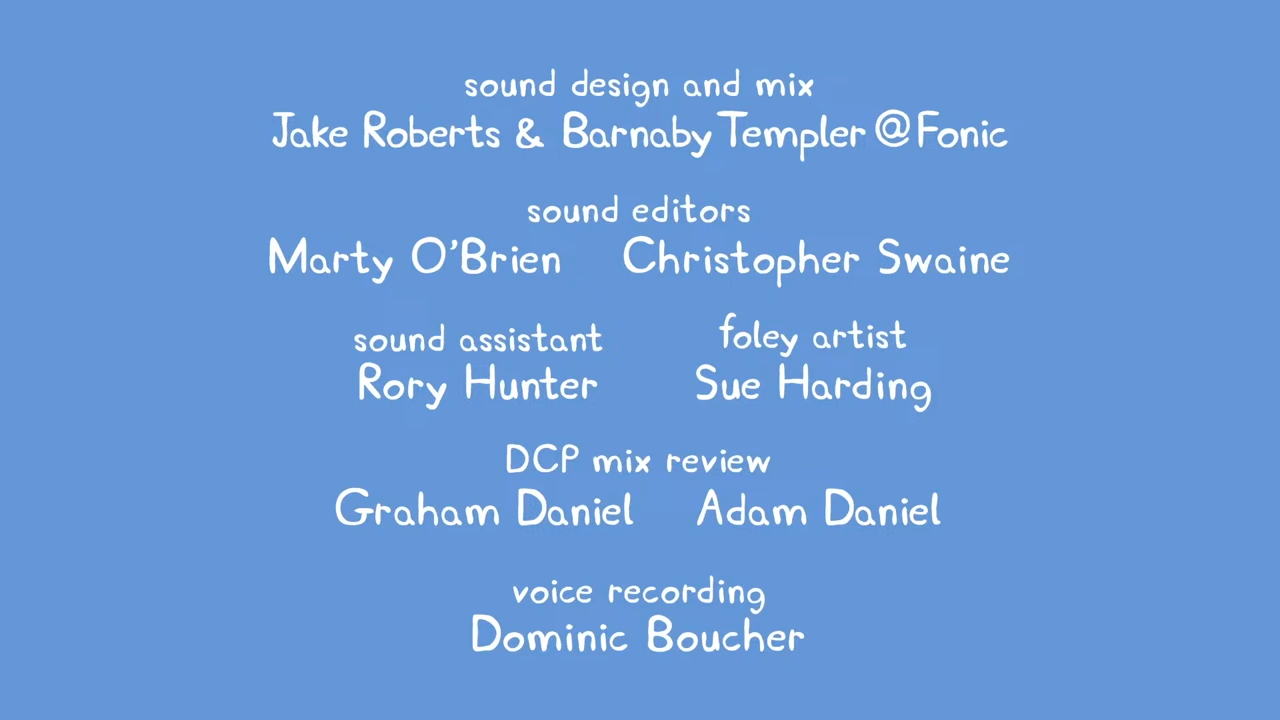 sound design and mix
Jake Roberts & Barnaby Templer @ Fonic
sound editors
Marty O'Brien Christopher Swaine
sound assistant foley artist
Rory Hunter Sue Harding
DCP mix review
Graham Daniel Adam Daniel
voice recording
Dominic Boucher